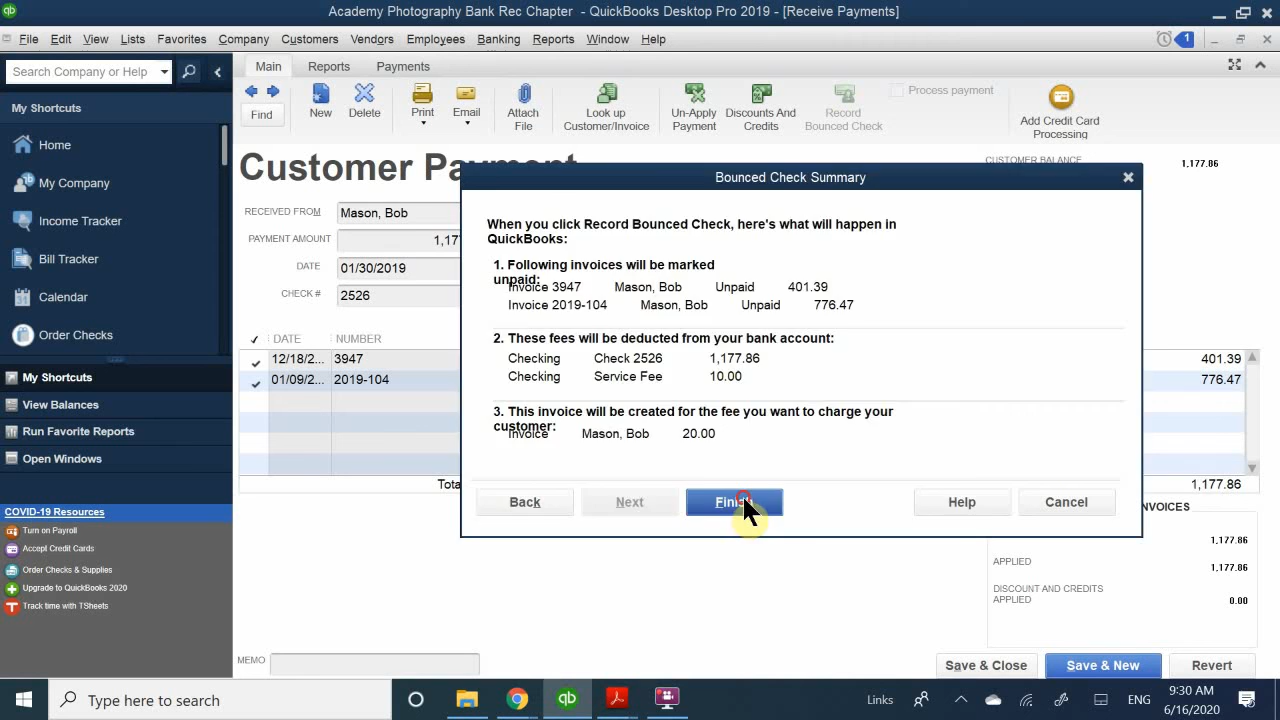 Academy Photography Bank Rec Chapter - QuickBooks Desktop Pro 2019 - [Receive Payments]
File Edit View Lists Favorites Company Customers Vendors Employees Banking Reports Window Help 1
Search Company or Help
Main Reports Payments
My Shortcuts
Home
My Company
Income Tracker
Bill Tracker
Calendar
Order Checks
My Shortcuts
View Balances
Run Favorite Reports
Open Windows
COVID-19 Resources
Turn on Payroll
Accept Credit Cards
Order Checks & Supplies
Upgrade to QuickBooks 2020
Track time with TSheets
Find New Delete Print Email
Attach File
Look up Customer/Invoice
Un-Apply Payment
Discounts And Credits
Record Bounced Check
Process payment
Add Credit Card Processing
Customer Payment
CUSTOMER BALANCE 1,177.86
RECEIVED FROM Mason, Bob
PAYMENT AMOUNT 1,17
DATE 01/30/2019
CHECK # 2526
✓ DATE NUMBER
12/18/2... 3947 401.39
01/09/2... 2019-104 776.47
Tota 1,177.86
Bounced Check Summary
When you click Record Bounced Check, here's what will happen in
QuickBooks:
1. Following invoices will be marked
unpaid:
Invoice 3947 Mason, Bob Unpaid 401.39
Invoice 2019-104 Mason, Bob Unpaid 776.47
2. These fees will be deducted from your bank account:
Checking Check 2526 1,177.86
Checking Service Fee 10.00
3. This invoice will be created for the fee you want to charge your
customer:
Invoice Mason, Bob 20.00
Back Next Finish Help Cancel
NVOICES
1,177.86
APPLIED 1,177.86
DISCOUNT AND CREDITS
APPLIED 0.00
MEMO
Save & Close Save & New Revert
Type here to search
Links
ENG
9:30 AM
6/16/2020